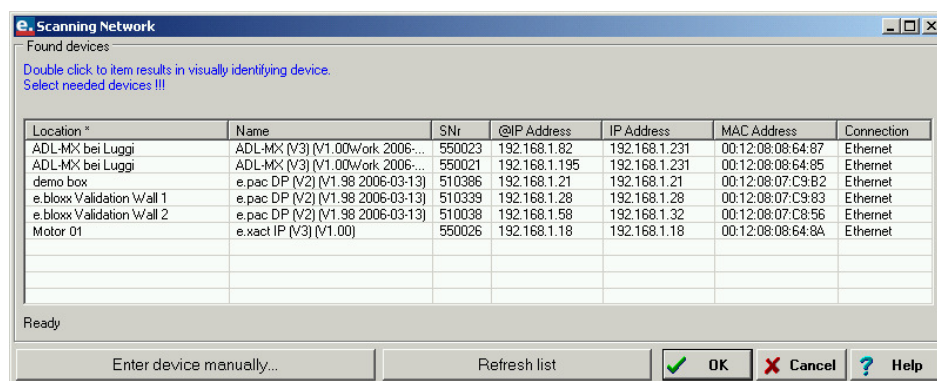 e. Scanning Network
Found devices
Double click to item results in visually identifying device.
Select needed devices !!!
Location * Name SNr @IP Address IP Address MAC Address Connection
ADL-MX bei Luggi ADL-MX (V3) (V1.00Work 2006-... 550023 192.168.1.82 192.168.1.231 00:12:08:08:64:87 Ethernet
ADL-MX bei Luggi ADL-MX (V3) (V1.00Work 2006-... 550021 192.168.1.195 192.168.1.231 00:12:08:08:64:85 Ethernet
demo box e.pac DP (V2) (V1.98 2006-03-13) 510386 192.168.1.21 192.168.1.21 00:12:08:07:C9:B2 Ethernet
e.bloxx Validation Wall 1 e.pac DP (V2) (V1.98 2006-03-13) 510339 192.168.1.28 192.168.1.28 00:12:08:07:C9:83 Ethernet
e.bloxx Validation Wall 2 e.pac DP (V2) (V1.98 2006-03-13) 510038 192.168.1.58 192.168.1.32 00:12:08:07:C8:56 Ethernet
Motor 01 e.xact IP (V3) (V1.00) 550026 192.168.1.18 192.168.1.18 00:12:08:08:64:8A Ethernet
Ready
Enter device manually... Refresh list OK Cancel ? Help